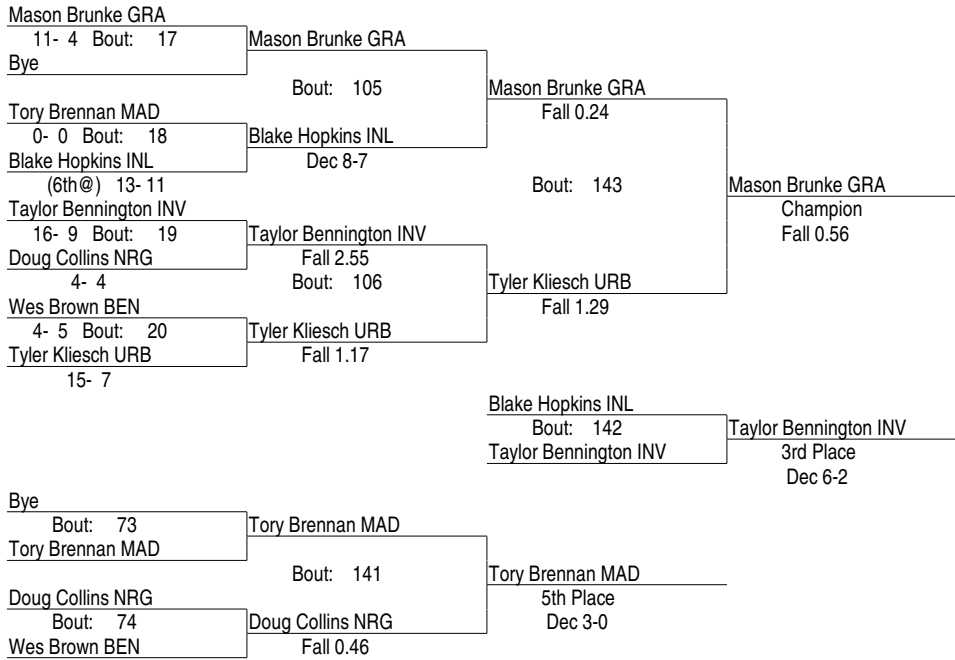 Mason Brunke GRA
11- 4 Bout: 17
Mason Brunke GRA
Bye
Bout: 105
Mason Brunke GRA
Tory Brennan MAD
Fall 0.24
0- 0 Bout: 18
Blake Hopkins INL
Blake Hopkins INL
Dec 8-7
(6th@) 13- 11
Bout: 143
Mason Brunke GRA
Taylor Bennington INV
Champion
16- 9 Bout: 19
Taylor Bennington INV
Fall 0.56
Doug Collins NRG
Fall 2.55
4- 4
Bout: 106
Tyler Kliesch URB
Wes Brown BEN
Fall 1.29
4- 5 Bout: 20
Tyler Kliesch URB
Tyler Kliesch URB
Fall 1.17
15- 7
Blake Hopkins INL
Bout: 142
Taylor Bennington INV
Taylor Bennington INV
3rd Place
Dec 6-2
Bye
Bout: 73
Tory Brennan MAD
Tory Brennan MAD
Bout: 141
Tory Brennan MAD
Doug Collins NRG
5th Place
Bout: 74
Doug Collins NRG
Dec 3-0
Wes Brown BEN
Fall 0.46